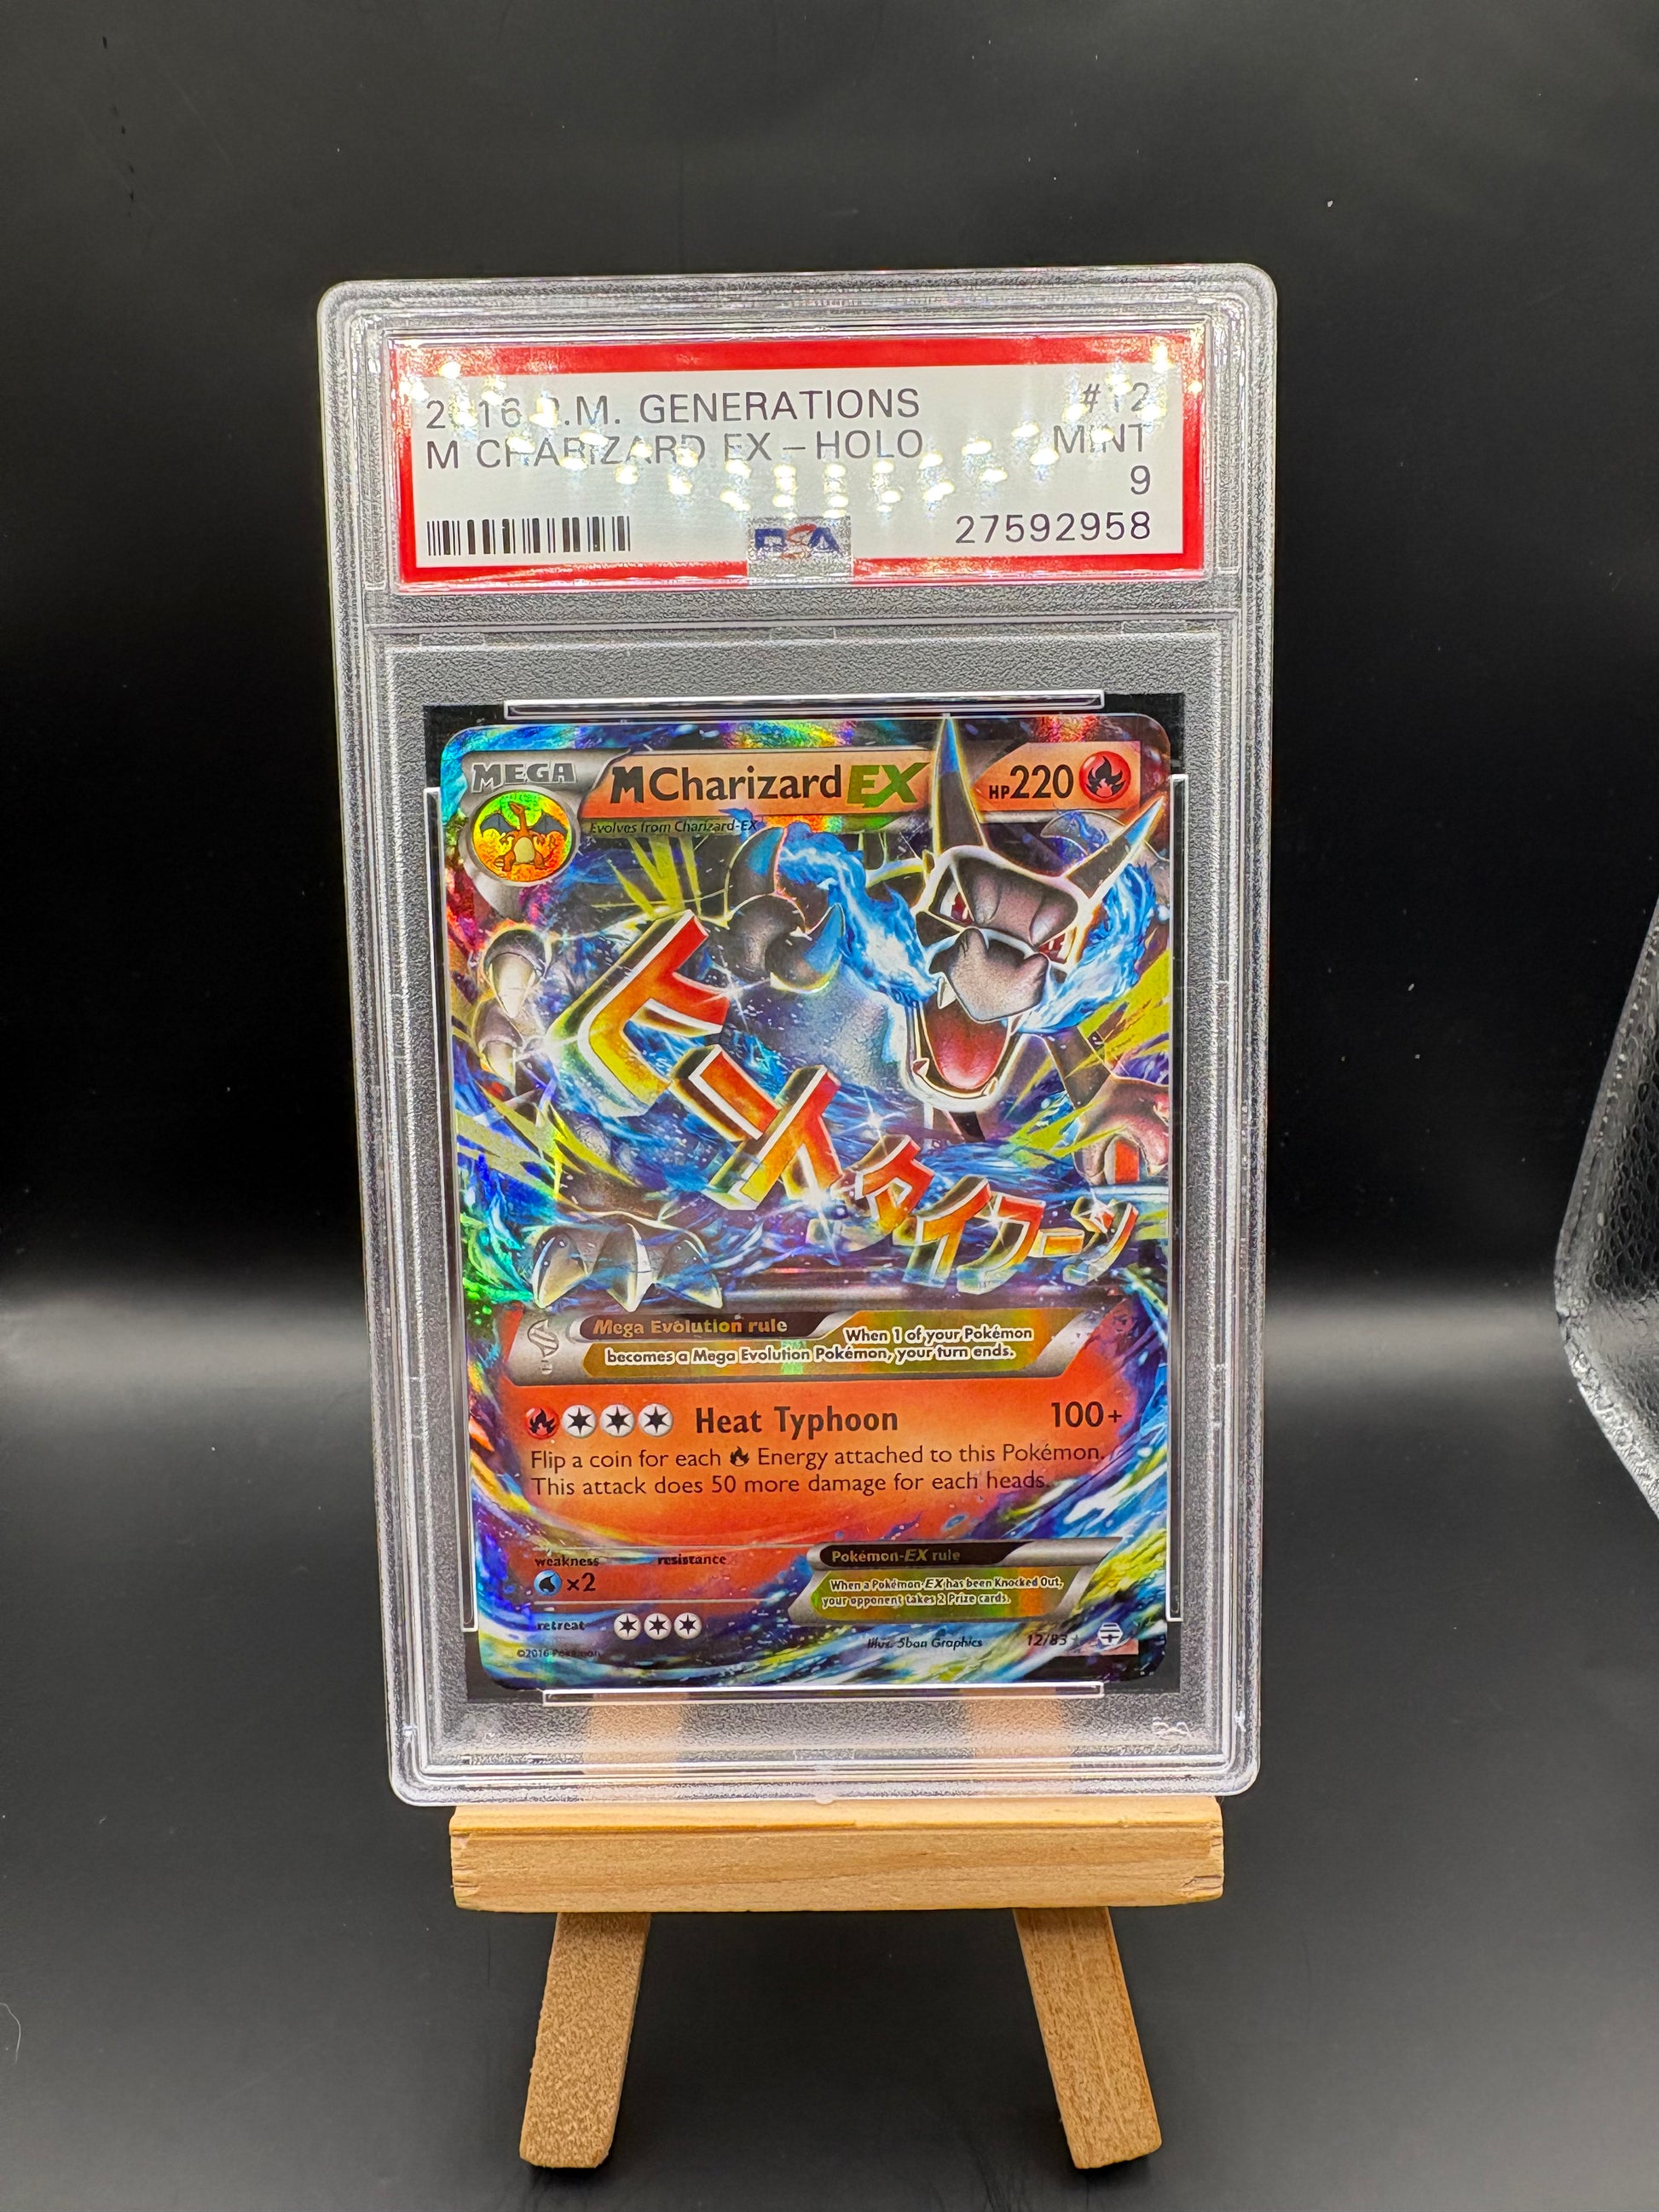 2016 P.M. GENERATIONS #12
M CHARIZARD EX - HOLO MINT
9
PSA 27592958
MEGA MCharizardEX HP220
Evolves from Charizard-EX
ヒートタイフーン
Mega Evolution rule When 1 of your Pokémon
becomes a Mega Evolution Pokémon, your turn ends.
Heat Typhoon 100+
Flip a coin for each Energy attached to this Pokémon.
This attack does 50 more damage for each heads.
weakness resistance
×2
retreat
Pokémon-EX rule
When a Pokémon-EX has been Knocked Out,
your opponent takes 2 Prize cards.
©2016 Pokémon Illus. 5ban Graphics 12/83